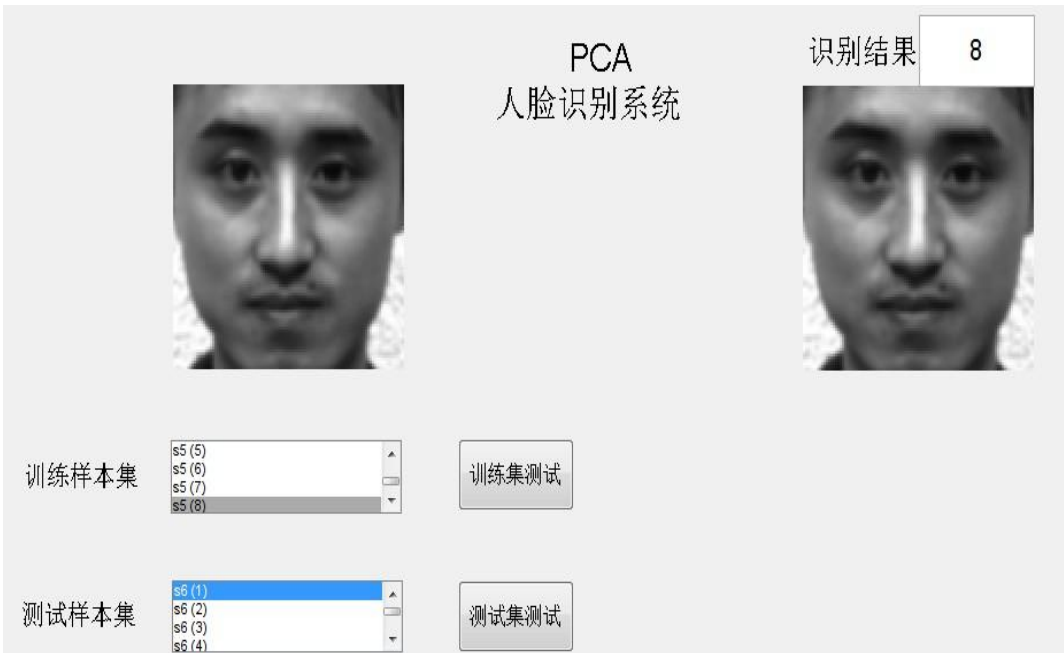 PCA
人脸识别系统
识别结果 8
训练样本集
s5 (5)
s5 (6)
s5 (7)
s5 (8)
训练集测试
测试样本集
s6 (1)
s6 (2)
s6 (3)
s6 (4)
测试集测试